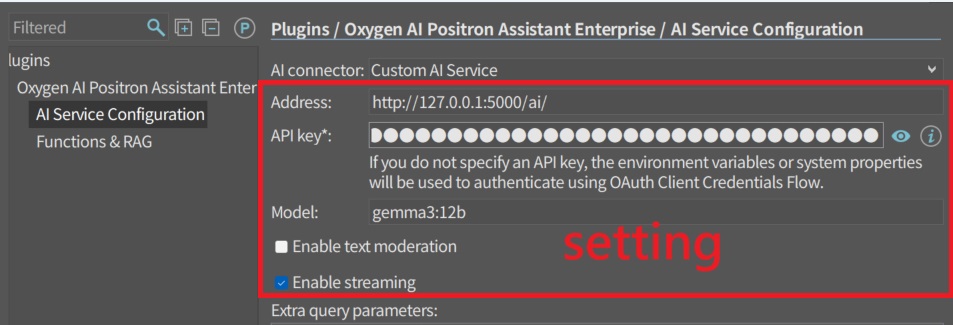 Filtered
Plugins / Oxygen AI Positron Assistant Enterprise / AI Service Configuration
lugins
Oxygen AI Positron Assistant Enter
AI Service Configuration
Functions & RAG
AI connector: Custom AI Service
Address: http://127.0.0.1:5000/ai/
API key*:
If you do not specify an API key, the environment variables or system properties
will be used to authenticate using OAuth Client Credentials Flow.
Model: gemma3:12b
setting
Enable text moderation
Enable streaming
Extra query parameters: